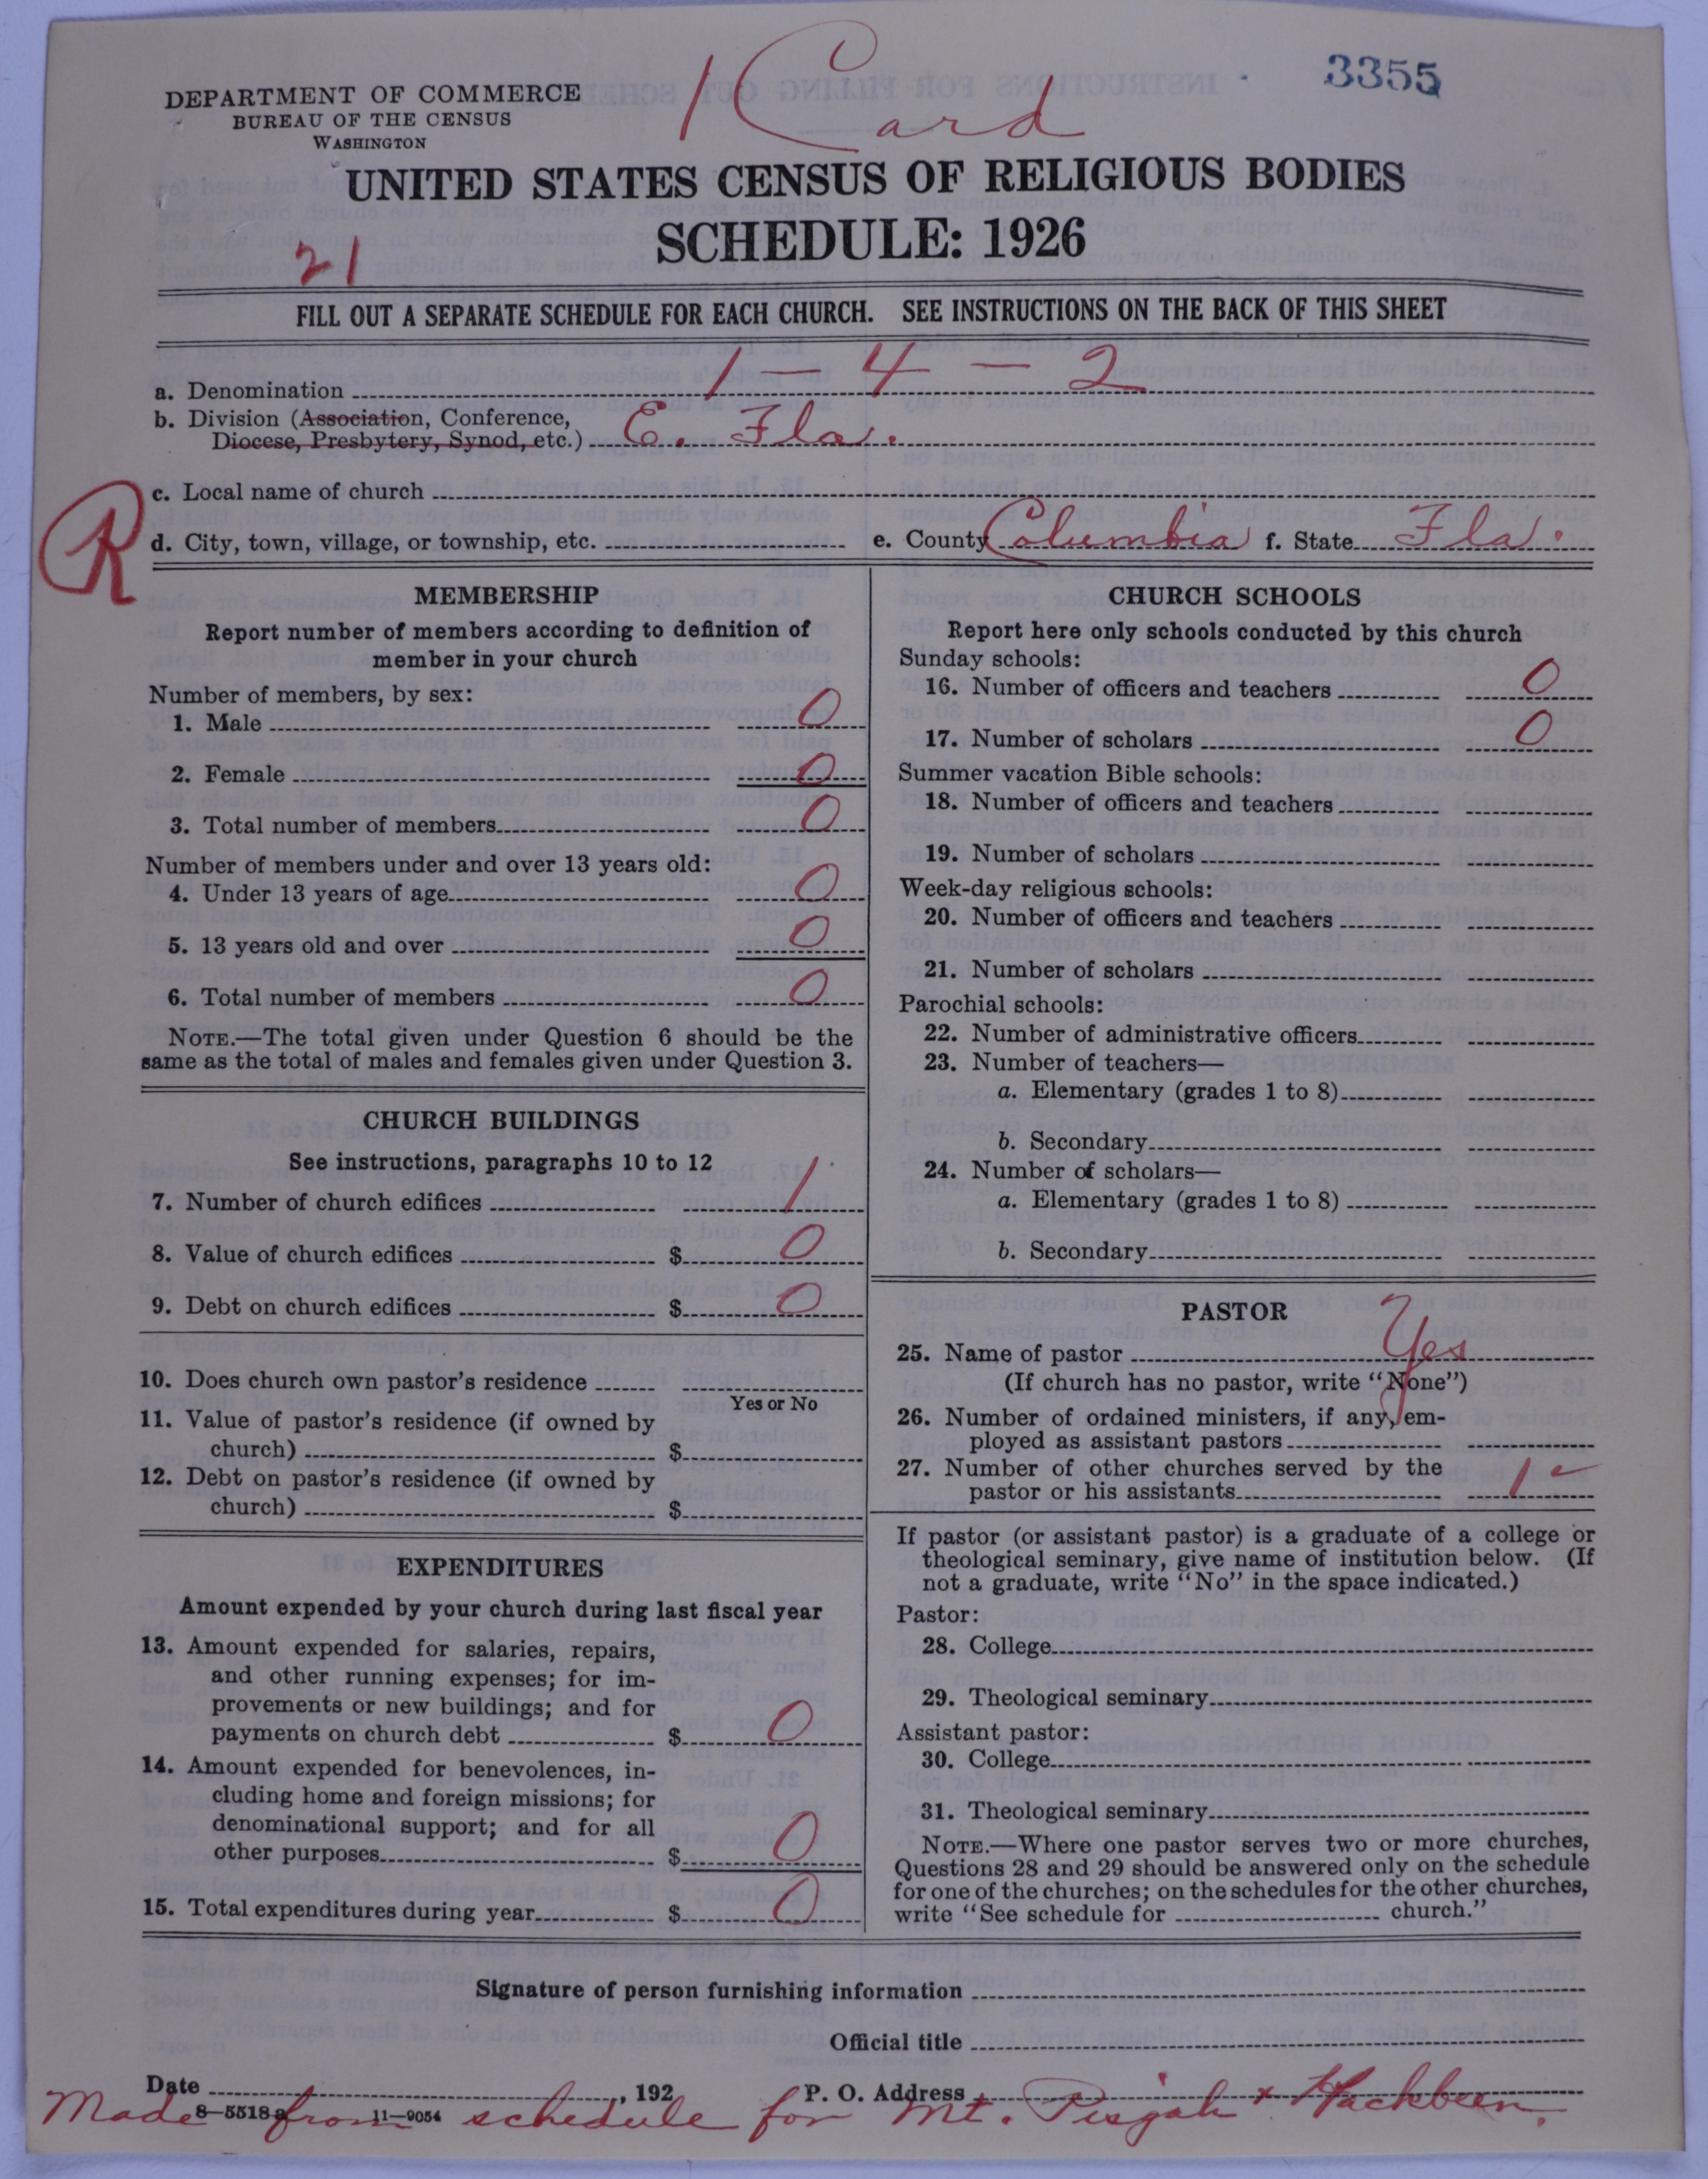 1 Card
3355
DEPARTMENT OF COMMERCE
BUREAU OF THE CENSUS
WASHINGTON
UNITED STATES CENSUS OF RELIGIOUS BODIES
SCHEDULE: 1926
21
FILL OUT A SEPARATE SCHEDULE FOR EACH CHURCH. SEE INSTRUCTIONS ON THE BACK OF THIS SHEET
a. Denomination 1 — 4 — 2
b. Division (Association, Conference,
Diocese, Presbytery, Synod, etc.) E. Fla.
c. Local name of church
R
d. City, town, village, or township, etc. e. County Columbia f. State Fla.
MEMBERSHIP
Report number of members according to definition of
member in your church
Number of members, by sex:
1. Male 0
2. Female 0
3. Total number of members 0
Number of members under and over 13 years old:
4. Under 13 years of age 0
5. 13 years old and over 0
6. Total number of members 0
NOTE.—The total given under Question 6 should be the
same as the total of males and females given under Question 3.
CHURCH BUILDINGS
See instructions, paragraphs 10 to 12
7. Number of church edifices 1
8. Value of church edifices $ 0
9. Debt on church edifices $ 0
10. Does church own pastor's residence
Yes or No
11. Value of pastor's residence (if owned by
church) $
12. Debt on pastor's residence (if owned by
church) $
EXPENDITURES
Amount expended by your church during last fiscal year
13. Amount expended for salaries, repairs,
and other running expenses; for im-
provements or new buildings; and for
payments on church debt $ 0
14. Amount expended for benevolences, in-
cluding home and foreign missions; for
denominational support; and for all
other purposes $ 0
15. Total expenditures during year $ 0
CHURCH SCHOOLS
Report here only schools conducted by this church
Sunday schools:
16. Number of officers and teachers 0
17. Number of scholars 0
Summer vacation Bible schools:
18. Number of officers and teachers
19. Number of scholars
Week-day religious schools:
20. Number of officers and teachers
21. Number of scholars
Parochial schools:
22. Number of administrative officers
23. Number of teachers—
a. Elementary (grades 1 to 8)
b. Secondary
24. Number of scholars—
a. Elementary (grades 1 to 8)
b. Secondary
PASTOR
25. Name of pastor Yes
(If church has no pastor, write "None")
26. Number of ordained ministers, if any, em-
ployed as assistant pastors
27. Number of other churches served by the
pastor or his assistants 1
If pastor (or assistant pastor) is a graduate of a college or
theological seminary, give name of institution below. (If
not a graduate, write "No" in the space indicated.)
Pastor:
28. College
29. Theological seminary
Assistant pastor:
30. College
31. Theological seminary
NOTE.—Where one pastor serves two or more churches,
Questions 28 and 29 should be answered only on the schedule
for one of the churches; on the schedules for the other churches,
write "See schedule for church."
Signature of person furnishing information
Official title
Date , 192 P. O. Address
8—5518 11—9054
Made from schedule for Mt. Pisgah